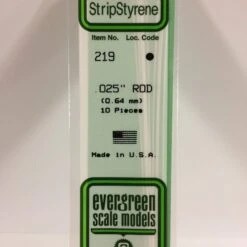 StripStyrene
Item No. Loc. Code
219
.025" ROD
(0.64 mm)
10 Pieces
Made in U.S.A.
evergreen
scale models